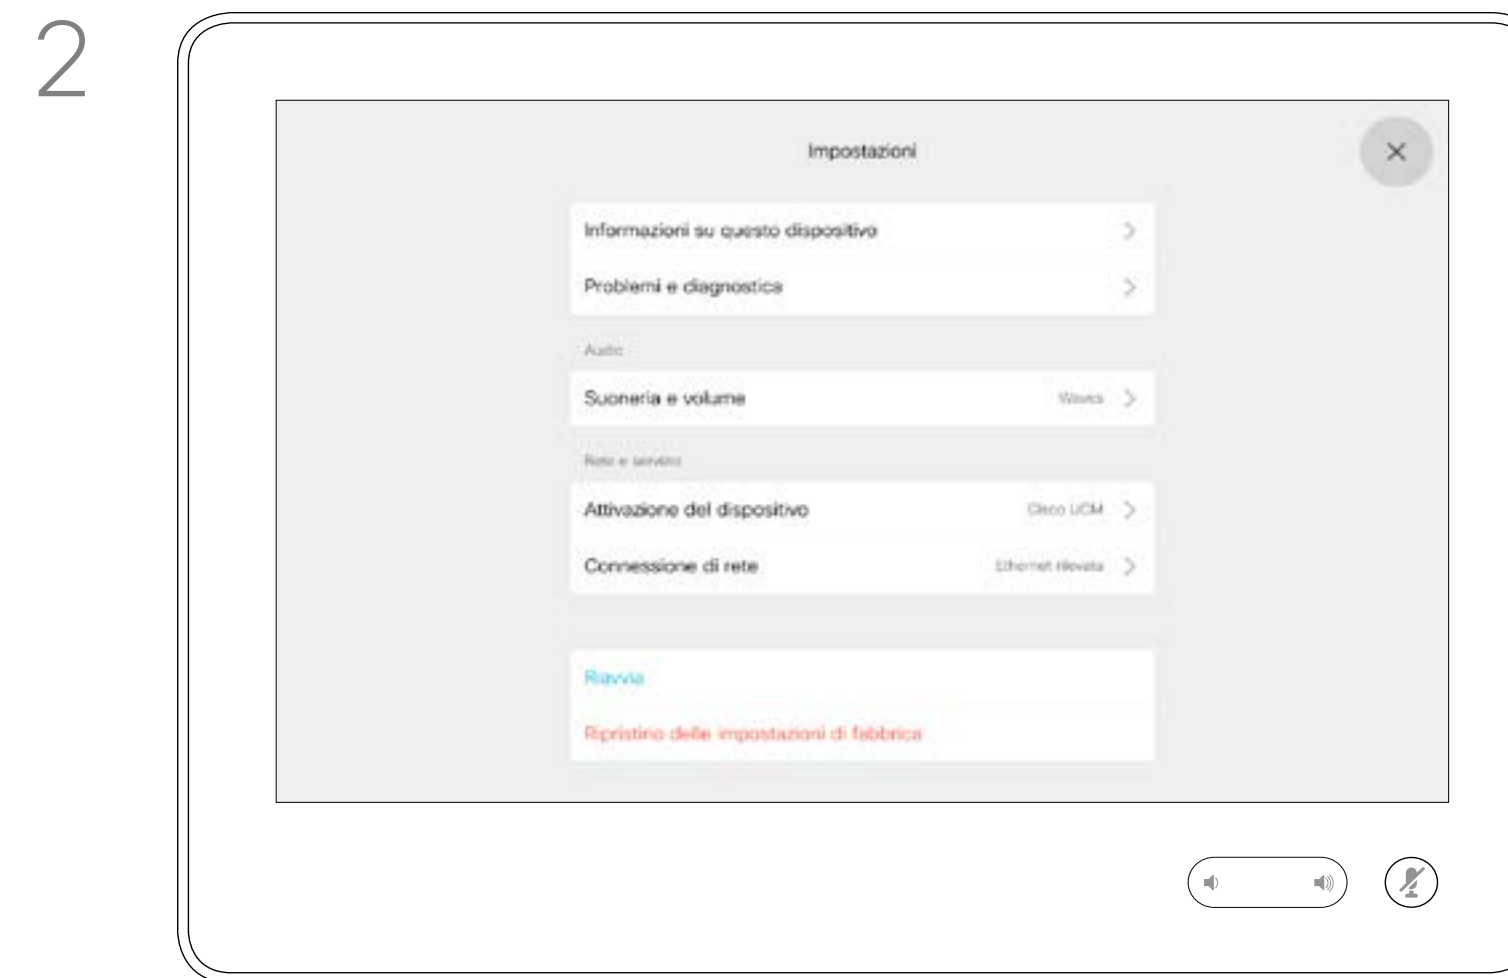 2
Impostazioni
Informazioni su questo dispositivo
Problemi e diagnostica
Audio
Suoneria e volume
Waves
Rete e servizio
Attivazione del dispositivo
Cisco UCM
Connessione di rete
Ethernet rilevata
Riavvia
Ripristino delle impostazioni di fabbrica